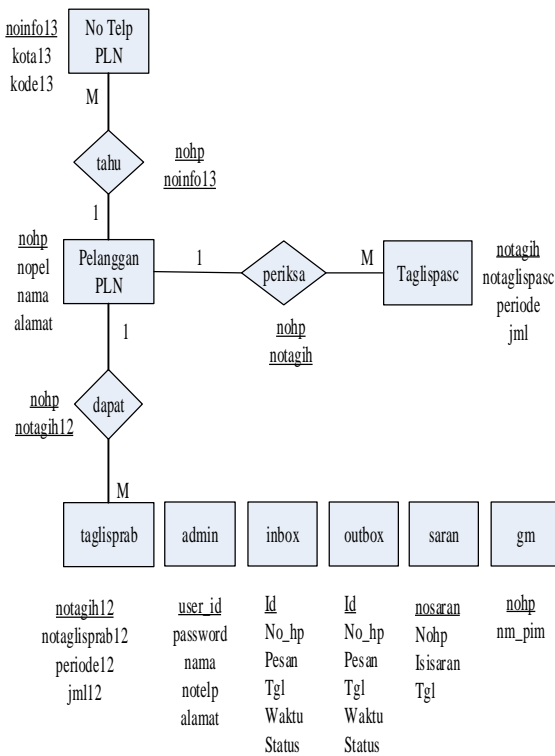 noinfo13
kota13
kode13
No Telp
PLN
M
tahu
nohp
noinfo13
1
nohp
nopel
nama
alamat
Pelanggan
PLN
1
periksa
M
Taglispasc
notagih
notaglispasc
periode
jml
nohp
notagih
1
nohp
notagih12
dapat
M
taglisprab
admin
inbox
outbox
saran
gm
notagih12
notaglisprab12
periode12
jml12
user_id
password
nama
notelp
alamat
Id
No_hp
Pesan
Tgl
Waktu
Status
Id
No_hp
Pesan
Tgl
Waktu
Status
nosaran
Nohp
Isisaran
Tgl
nohp
nm_pim